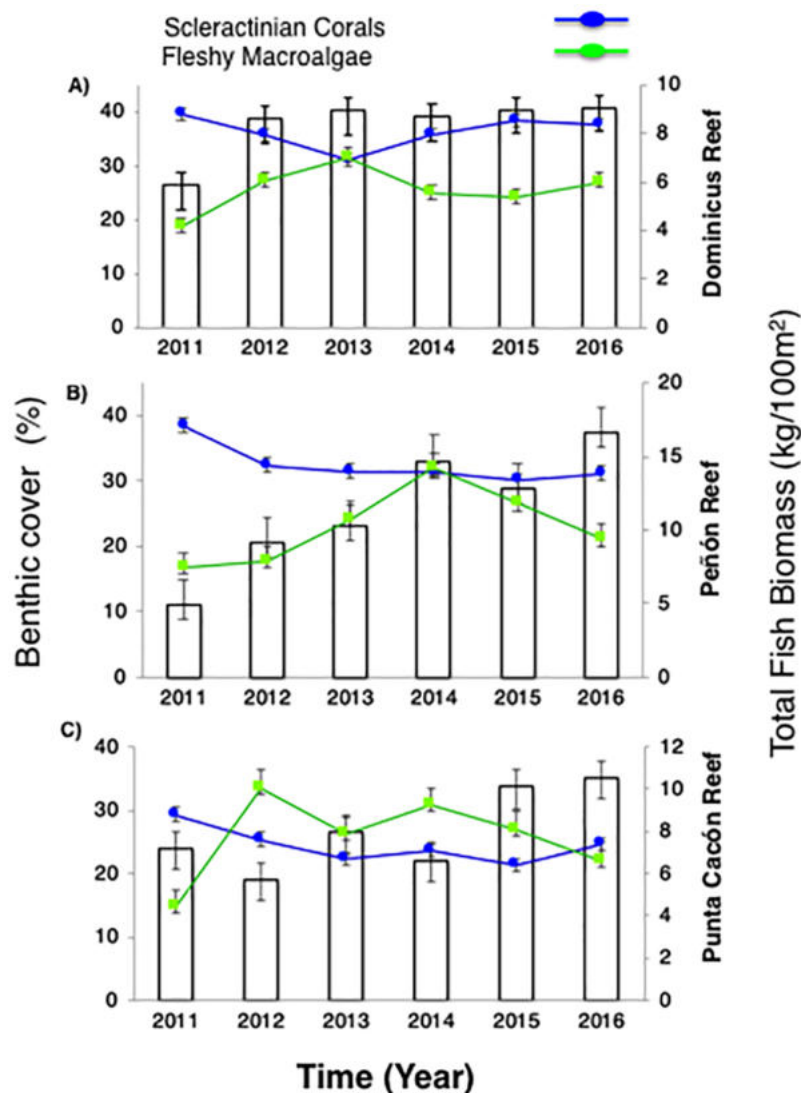 Scleractinian Corals
Fleshy Macroalgae
A)
40
30
20
10
0
10
8
6
4
2
0
2011 2012 2013 2014 2015 2016
Dominicus Reef
B)
40
30
20
10
0
20
15
10
5
0
2011 2012 2013 2014 2015 2016
Peñón Reef
Benthic cover (%)
Total Fish Biomass (kg/100m²)
C)
40
30
20
10
0
12
10
8
6
4
2
0
2011 2012 2013 2014 2015 2016
Punta Cacón Reef
Time (Year)